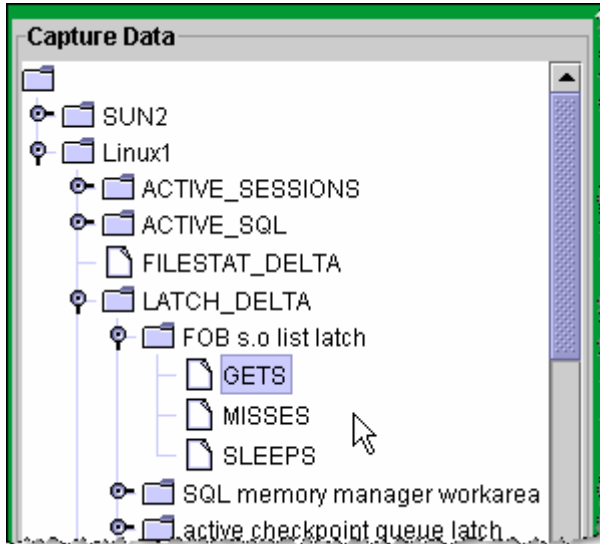 Capture Data
SUN2
Linux1
ACTIVE_SESSIONS
ACTIVE_SQL
FILESTAT_DELTA
LATCH_DELTA
FOB s.o list latch
GETS
MISSES
SLEEPS
SQL memory manager workarea
active checkpoint queue latch